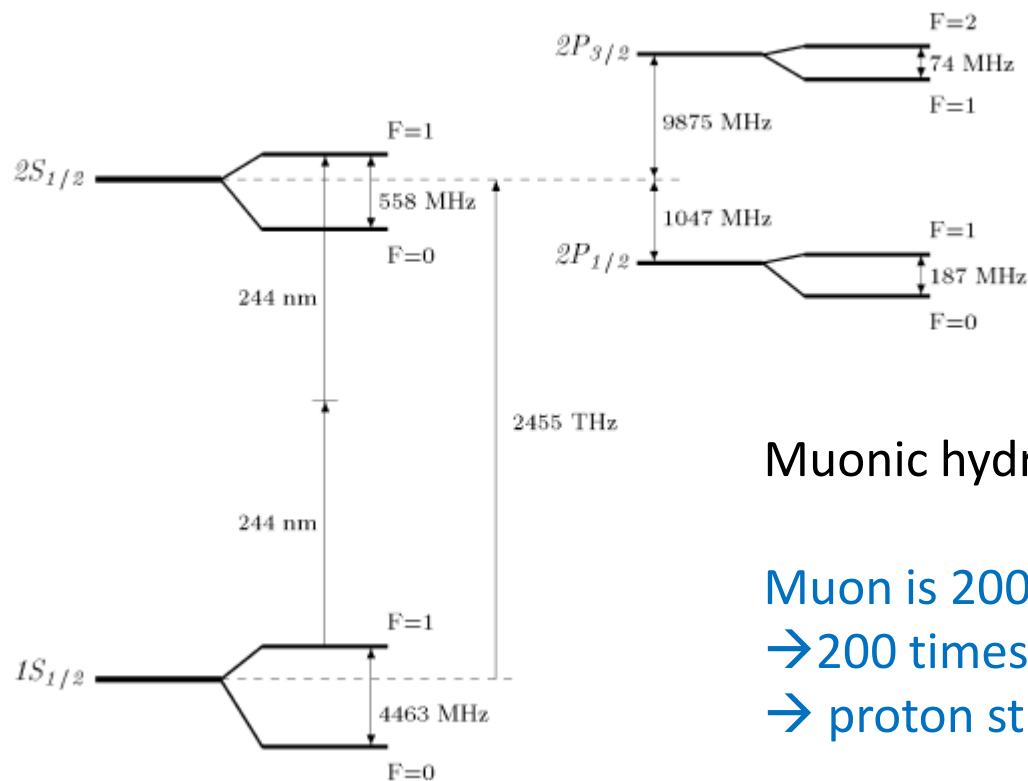 F=2
2P3/2
74 MHz
F=1
9875 MHz
F=1
2S1/2
558 MHz
1047 MHz
F=0
F=1
2P1/2
187 MHz
244 nm
F=0
2455 THz
Muonic hydr
244 nm
Muon is 200
→200 times
→ proton st
F=1
1S1/2
4463 MHz
F=0